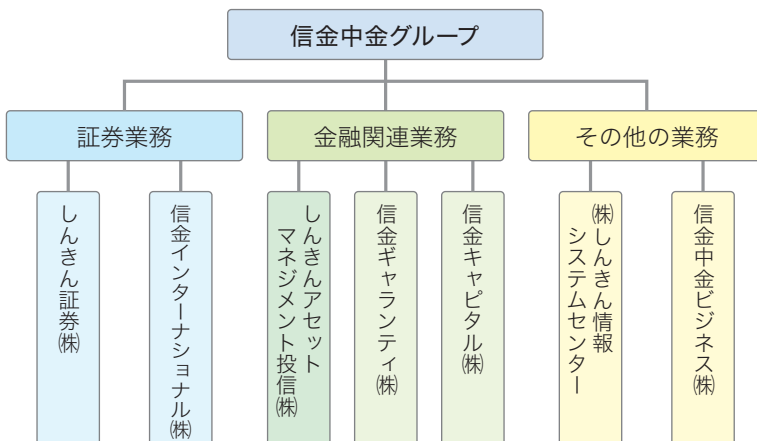 信金中金グループ
証券業務
金融関連業務
その他の業務
しんきん証券㈱
信金インターナショナル㈱
しんきんアセット
マネジメント投信㈱
信金ギャランティ㈱
信金キャピタル㈱
㈱しんきん情報
システムセンター
信金中金ビジネス㈱